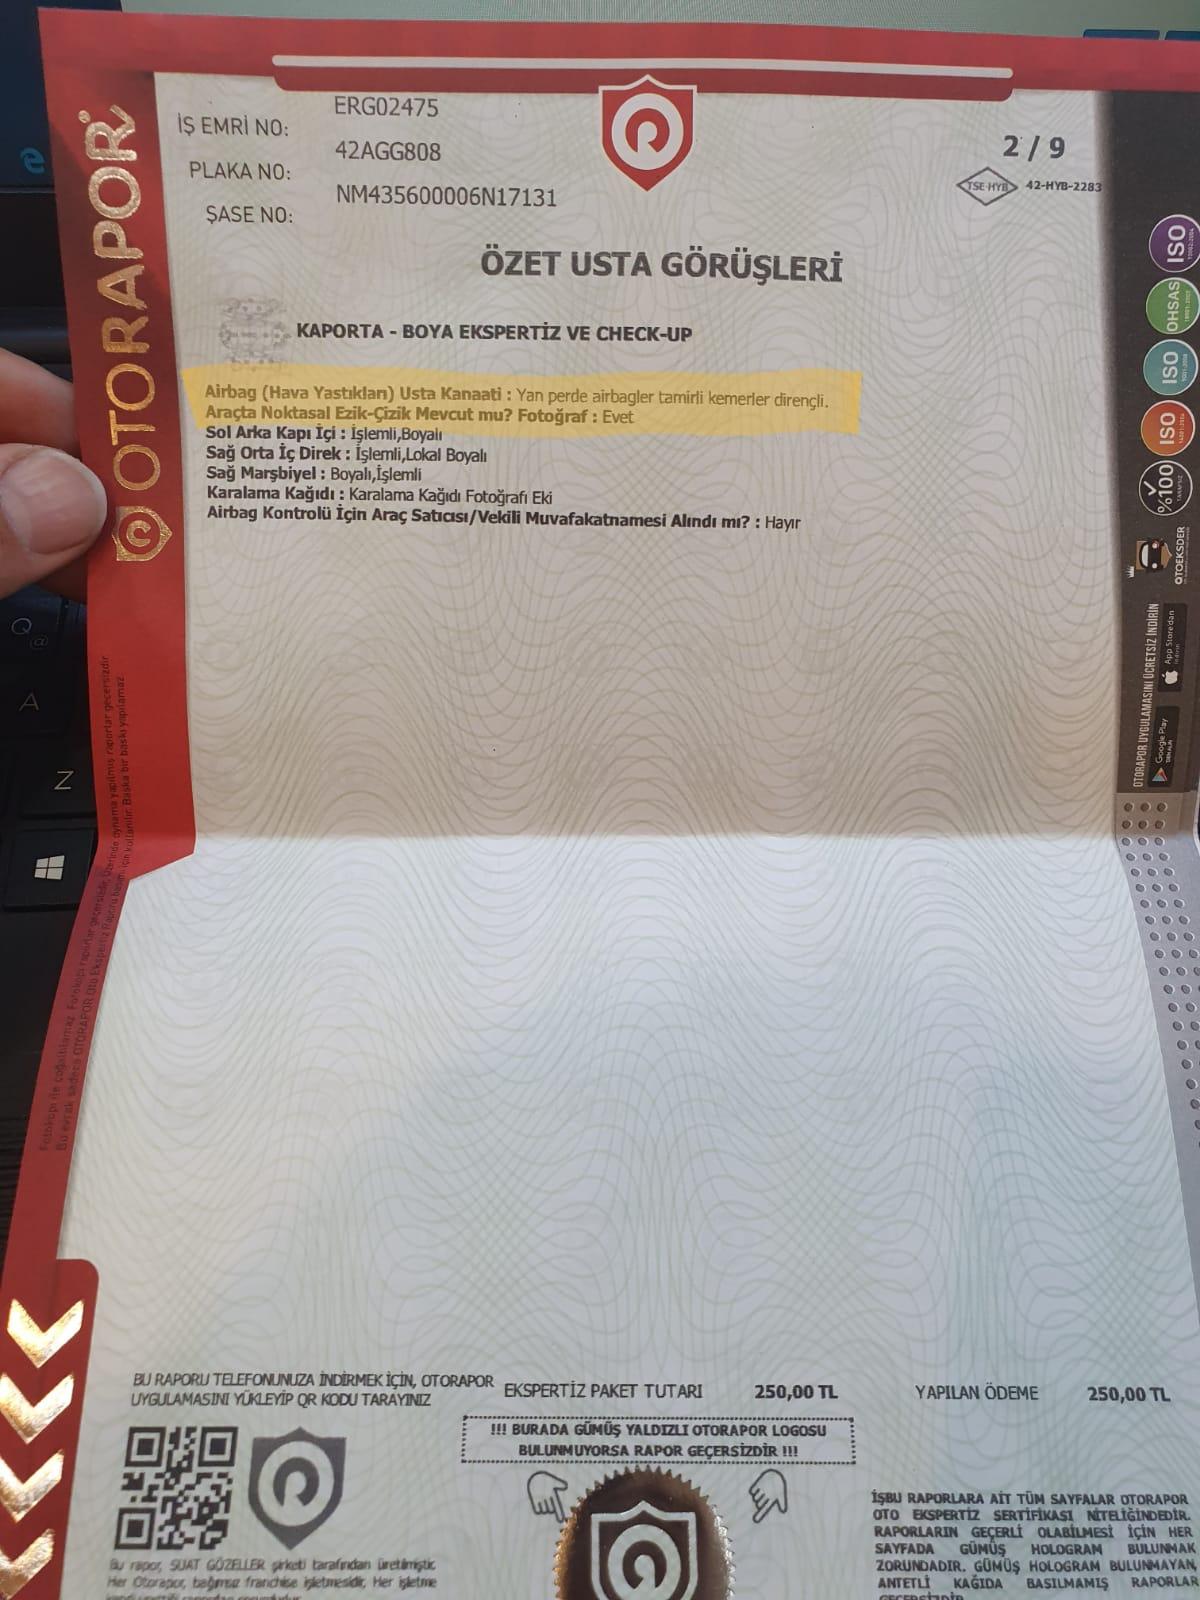 İŞ EMRİ NO: ERG02475
PLAKA NO: 42AGG808
ŞASE NO: NM435600006N17131
2 / 9
TSE-HYB 42-HYB-2283
OTORAPOR
ÖZET USTA GÖRÜŞLERİ
KAPORTA - BOYA EKSPERTİZ VE CHECK-UP
Airbag (Hava Yastıkları) Usta Kanaati : Yan perde airbagler tamirli kemerler dirençli.
Araçta Noktasal Ezik-Çizik Mevcut mu? Fotoğraf : Evet
Sol Arka Kapı İçi : İşlemli,Boyalı
Sağ Orta İç Direk : İşlemli,Lokal Boyalı
Sağ Marşbiyel : Boyalı,İşlemli
Karalama Kağıdı : Karalama Kağıdı Fotoğrafı Eki
Airbag Kontrolü İçin Araç Satıcısı/Vekili Muvafakatnamesi Alındı mı? : Hayır
ISO
OHSAS
ISO
ISO
%100
OTOEKSDER
OTORAPOR UYGULAMASINI ÜCRETSİZ İNDİRİN
Google Play
App Store'dan
Q
@
A
Z
BU RAPORU TELEFONUNUZA İNDİRMEK İÇİN, OTORAPOR
UYGULAMASINI YÜKLEYİP QR KODU TARAYINIZ
EKSPERTİZ PAKET TUTARI 250,00 TL
YAPILAN ÖDEME 250,00 TL
!!! BURADA GÜMÜŞ YALDIZLI OTORAPOR LOGOSU
BULUNMUYORSA RAPOR GEÇERSİZDİR !!!
Bu rapor, SUAT GÖZELLER şirketi tarafından üretilmiştir.
Her Otorapor, bağımsız franchise işletmesidir, Her işletme
İŞBU RAPORLARA AİT TÜM SAYFALAR OTORAPOR
OTO EKSPERTİZ SERTİFİKASI NİTELİĞİNDEDİR.
RAPORLARIN GEÇERLİ OLABİLMESİ İÇİN HER
SAYFADA GÜMÜŞ HOLOGRAM BULUNMAK
ZORUNDADIR. GÜMÜŞ HOLOGRAM BULUNMAYAN,
ANTETLİ KAĞIDA BASILMAMIŞ RAPORLAR
GEÇERSİZDİR